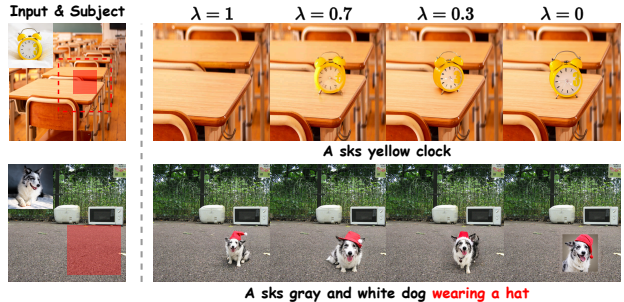 Input & Subject
λ = 1
λ = 0.7
λ = 0.3
λ = 0
A sks yellow clock
A sks gray and white dog wearing a hat